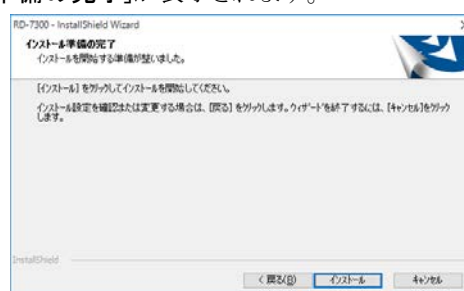 備の完了」が表示されます。
RD-7300 - InstallShield Wizard
インストール準備の完了
インストールを開始する準備が整いました。
[インストール] をクリックしてインストールを開始してください。
インストール設定を確認または変更する場合は、[戻る] をクリックします。ウィザードを終了するには、[キャンセル]をクリック
します。
InstallShield
< 戻る(B)
インストール
キャンセル